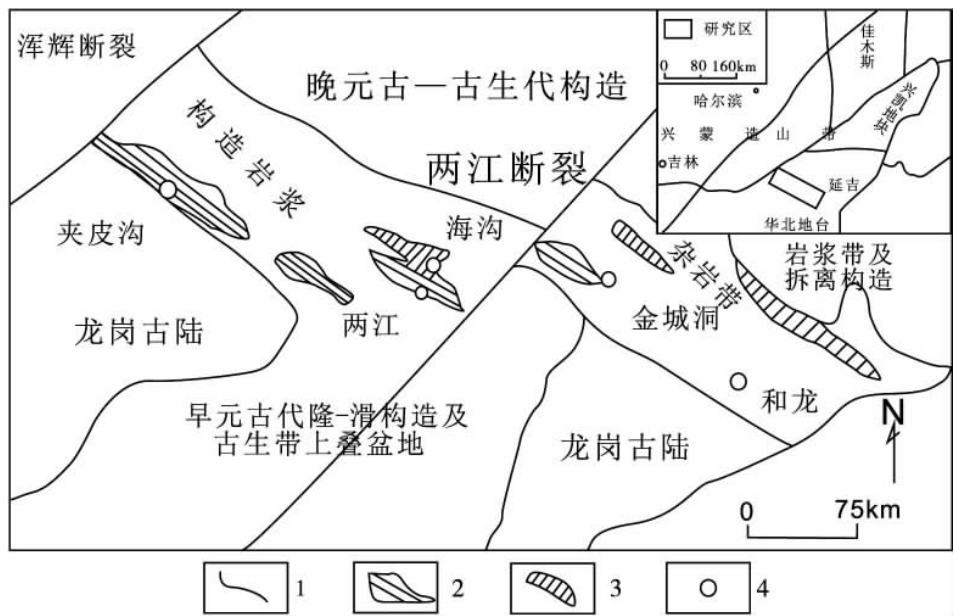 浑辉断裂
晚元古—古生代构造
构造岩浆
两江断裂
海沟
夹皮沟
杂岩带
岩浆带及
拆离构造
龙岗古陆
两江
金城洞
早元古代隆-滑构造及
古生带上叠盆地
和龙
龙岗古陆
N
0 75km
研究区
0 80 160km
哈尔滨
佳木斯
兴凯地块
兴蒙造山带
吉林
延吉
华北地台
1 2 3 4